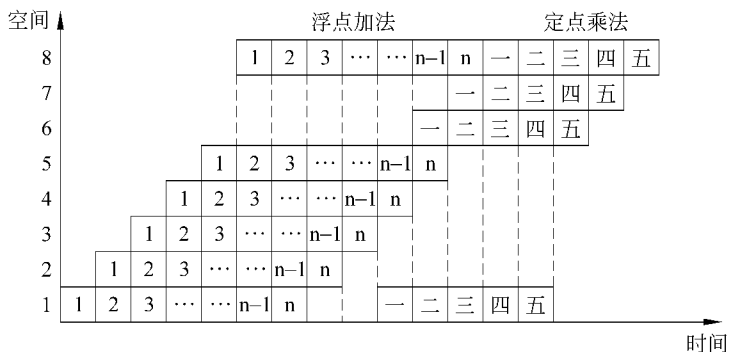 空间
浮点加法 定点乘法
8 1 2 3 … … n−1 n 一 二 三 四 五
7 一 二 三 四 五
6 一 二 三 四 五
5 1 2 3 … … n−1 n
4 1 2 3 … … n−1 n
3 1 2 3 … … n−1 n
2 1 2 3 … … n−1 n
1 1 2 3 … … n−1 n 一 二 三 四 五
时间